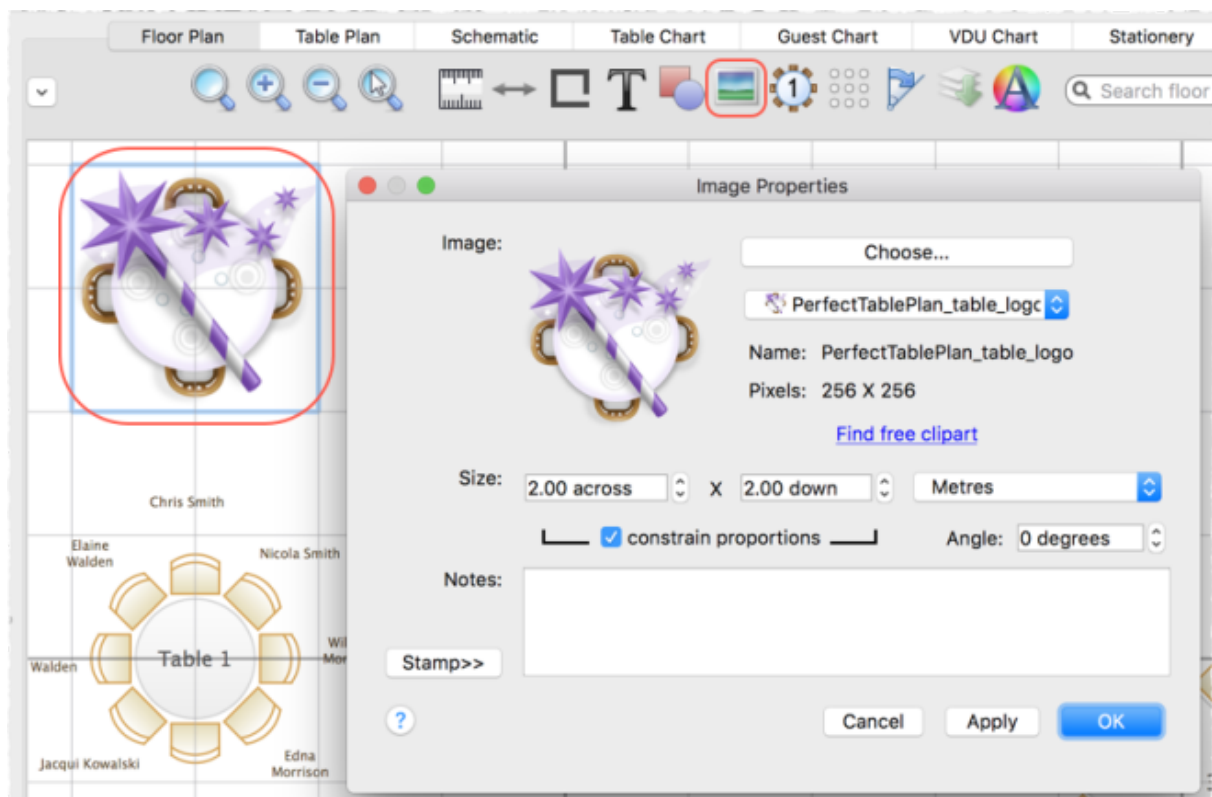 Floor Plan Table Plan Schematic Table Chart Guest Chart VDU Chart Stationery
T 1 A Search floor
Image Properties
Image: Choose...
PerfectTablePlan_table_logo
Name: PerfectTablePlan_table_logo
Pixels: 256 X 256
Find free clipart
Size: 2.00 across X 2.00 down Metres
constrain proportions Angle: 0 degrees
Notes:
Stamp>>
? Cancel Apply OK
Chris Smith
Elaine
Walden
Nicola Smith
Wil
Mor
Walden
Table 1
Jacqui Kowalski
Edna
Morrison